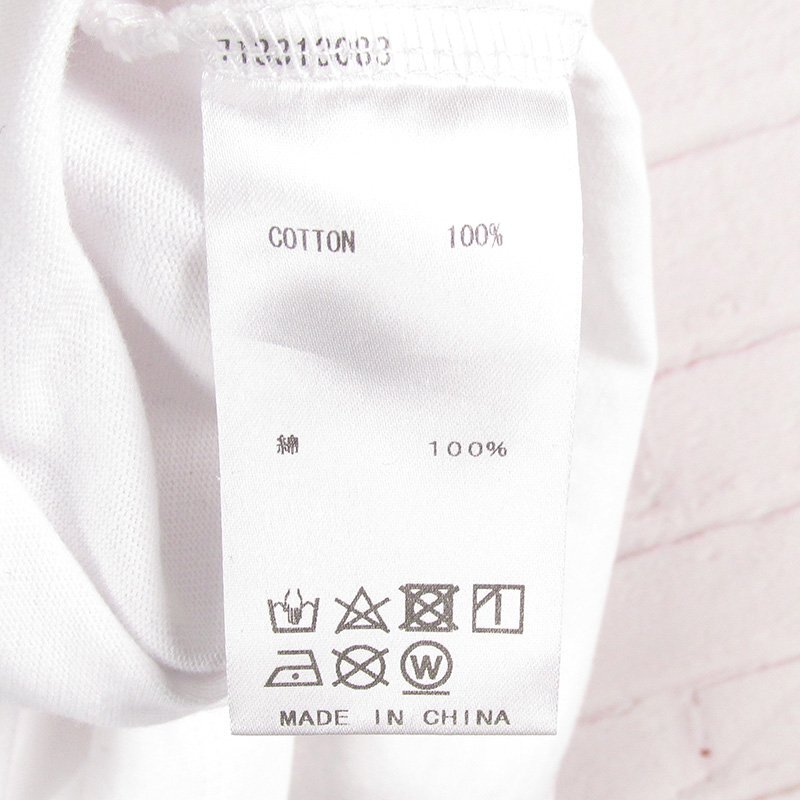 COTTON 100%
綿 100%
W
MADE IN CHINA